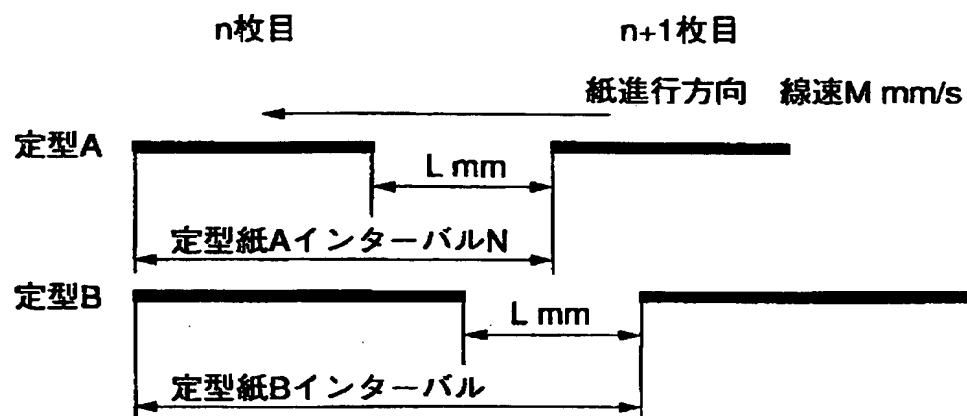 n枚目 n+1枚目
紙進行方向 線速M mm/s
定型A
L mm
定型紙AインターバルN
定型B
L mm
定型紙Bインターバル